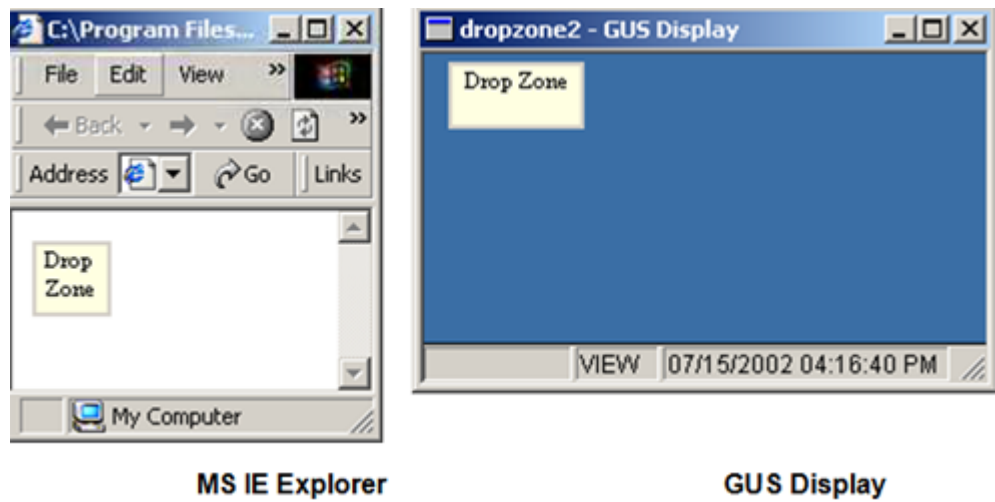 C:\Program Files...
File Edit View »
Back »
Address Go Links
Drop
Zone
My Computer
MS IE Explorer
dropzone2 - GUS Display
Drop Zone
VIEW 07/15/2002 04:16:40 PM
GUS Display